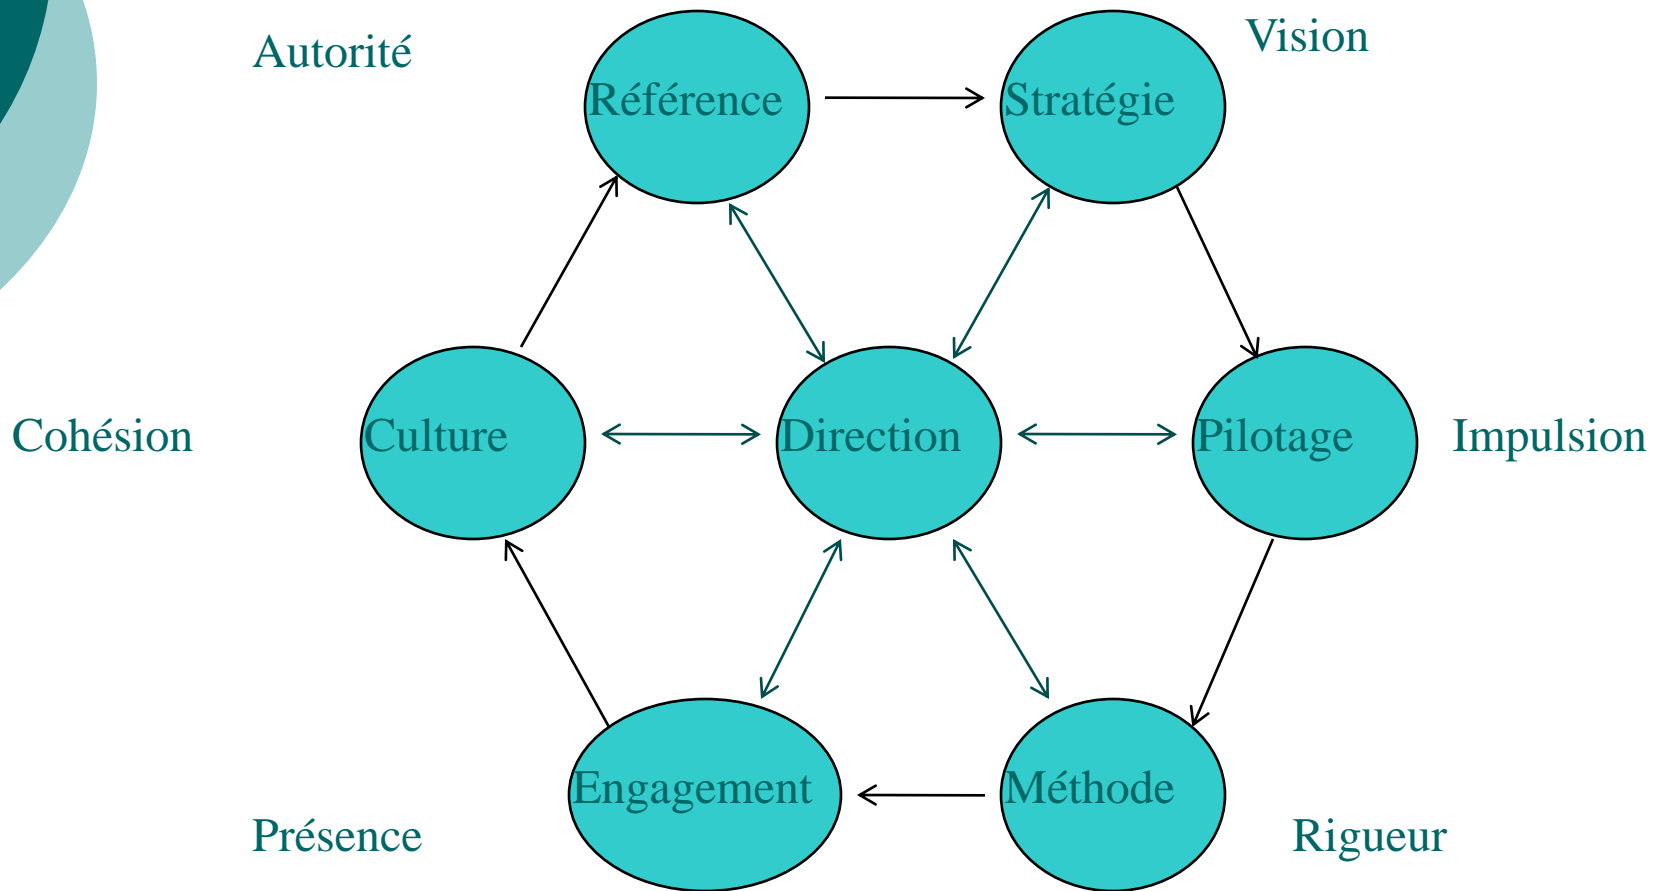 Autorité
Référence
Stratégie
Vision
Cohésion
Culture
Direction
Pilotage
Impulsion
Présence
Engagement
Méthode
Rigueur